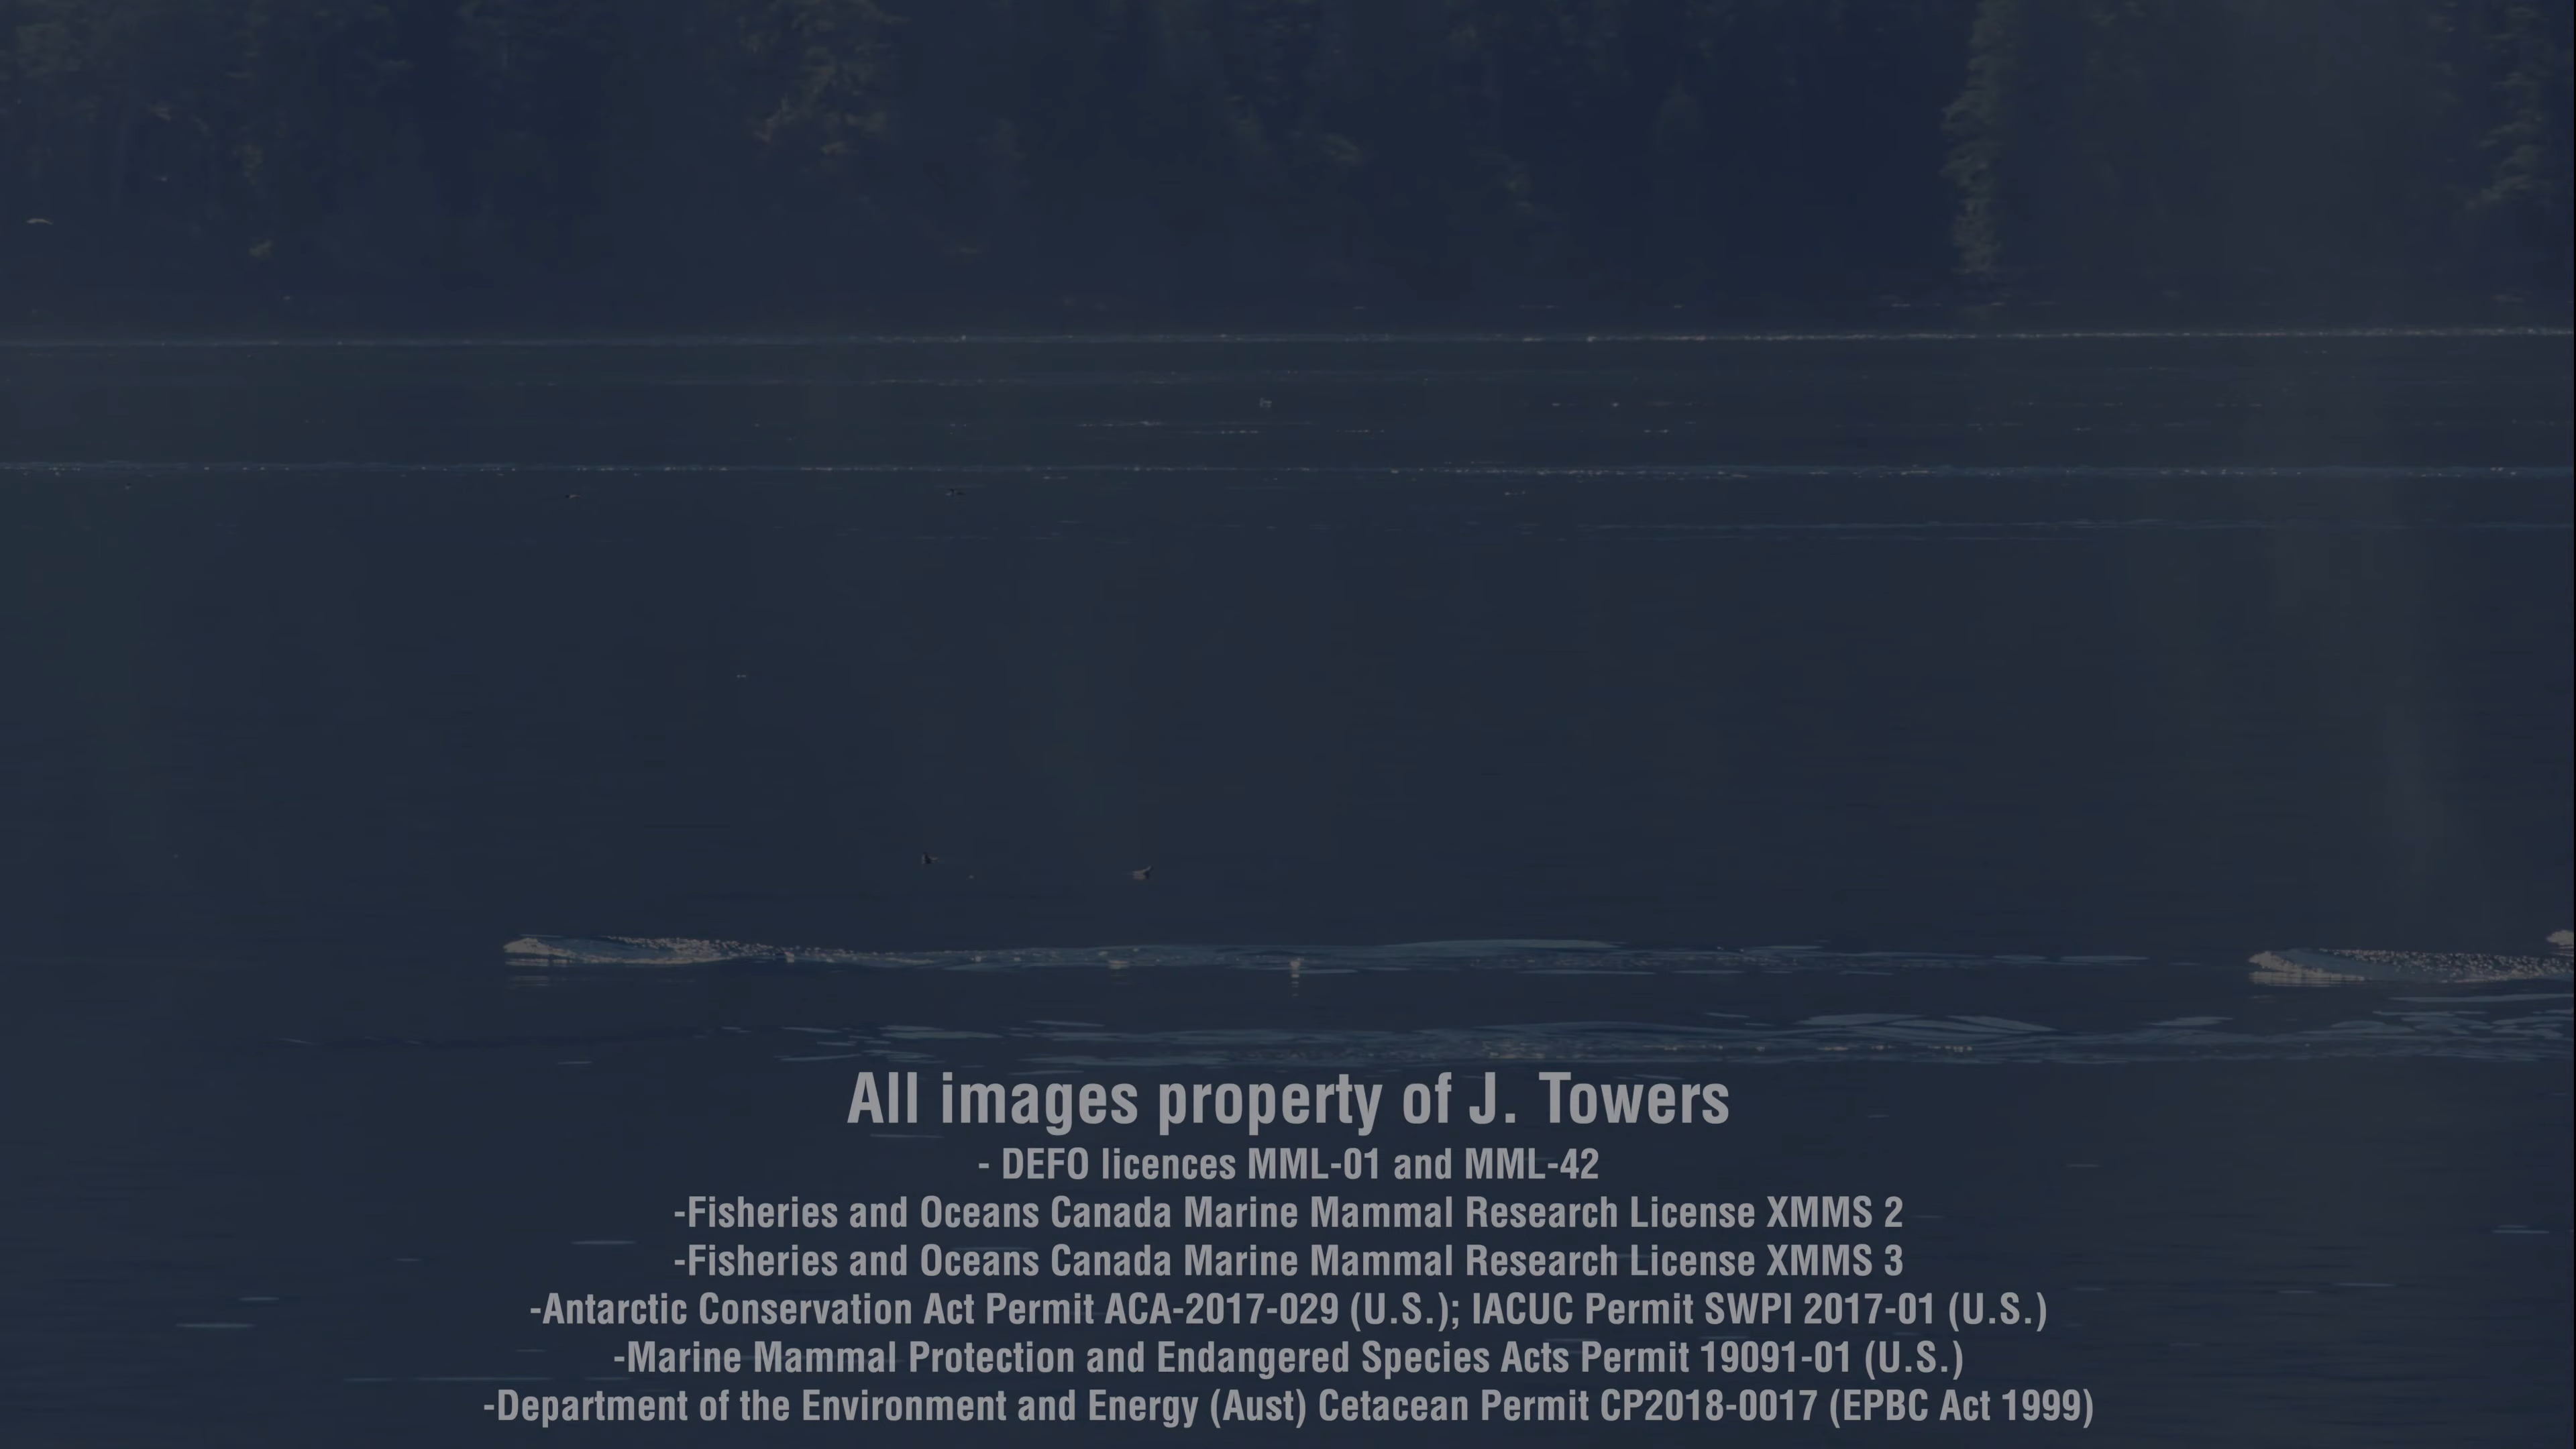 All images property of J. Towers
- DEFO licences MML-01 and MML-42
-Fisheries and Oceans Canada Marine Mammal Research License XMMS 2
-Fisheries and Oceans Canada Marine Mammal Research License XMMS 3
-Antarctic Conservation Act Permit ACA-2017-029 (U.S.); IACUC Permit SWPI 2017-01 (U.S.)
-Marine Mammal Protection and Endangered Species Acts Permit 19091-01 (U.S.)
-Department of the Environment and Energy (Aust) Cetacean Permit CP2018-0017 (EPBC Act 1999)